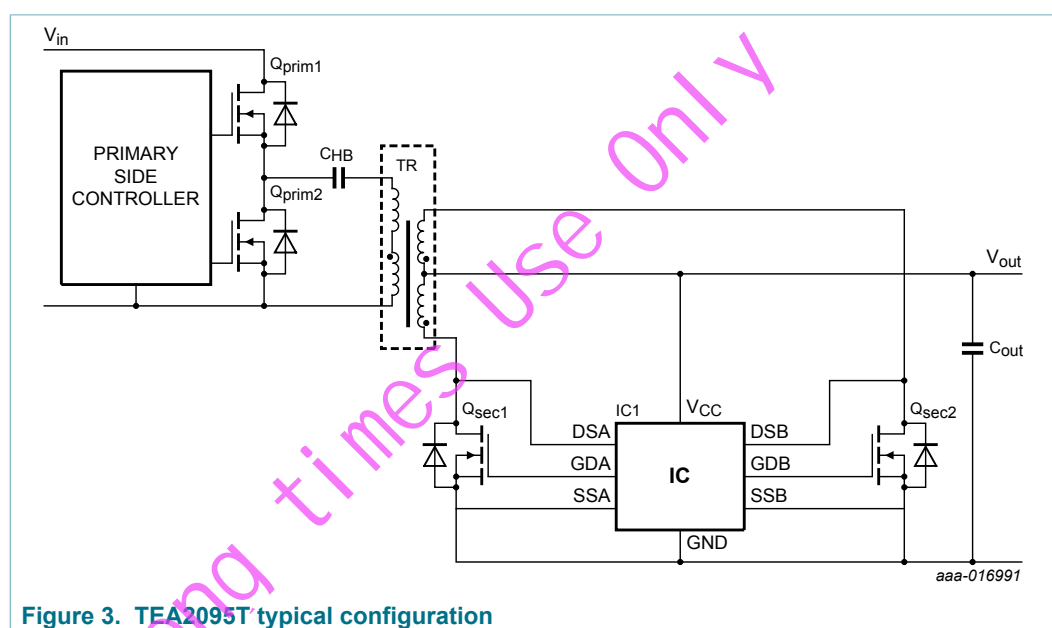 V_in
Q_prim1
PRIMARY
SIDE
CONTROLLER
C_HB
TR
Q_prim2
V_out
C_out
Q_sec1
IC1
V_CC
Q_sec2
DSA
DSB
GDA
IC
GDB
SSA
SSB
GND
aaa-016991
Figure 3. TEA2095T typical configuration
ong times Use Only